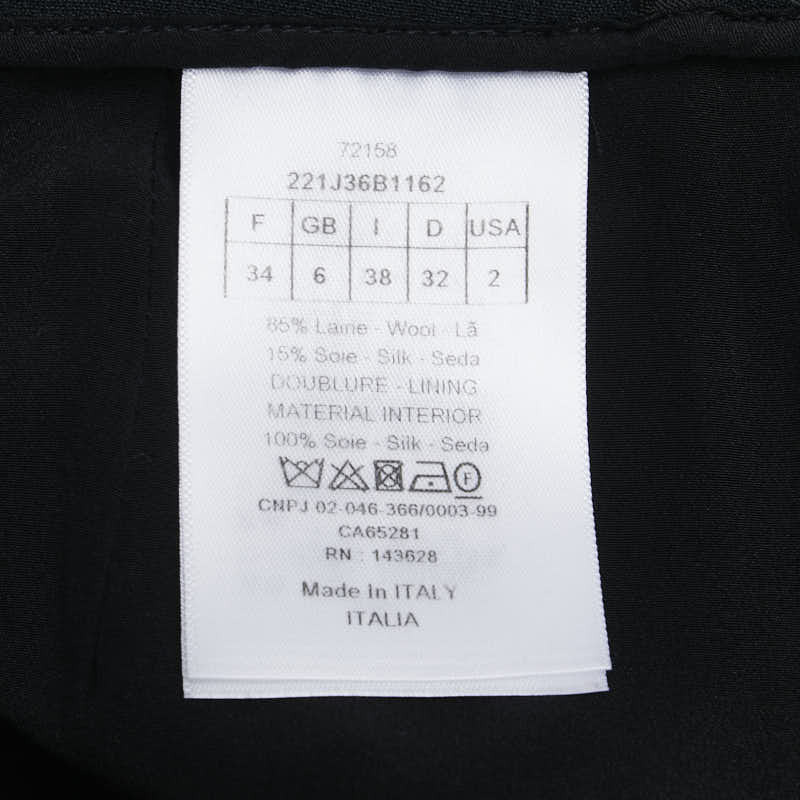 72158
221J36B1162
F GB I D USA
34 6 38 32 2
85% Laine - Wool - Lã
15% Soie - Silk - Seda
DOUBLURE - LINING
MATERIAL INTERIOR
100% Soie - Silk - Seda
F
CNPJ 02-046-366/0003-99
CA65281
RN : 143628
Made In ITALY
ITALIA